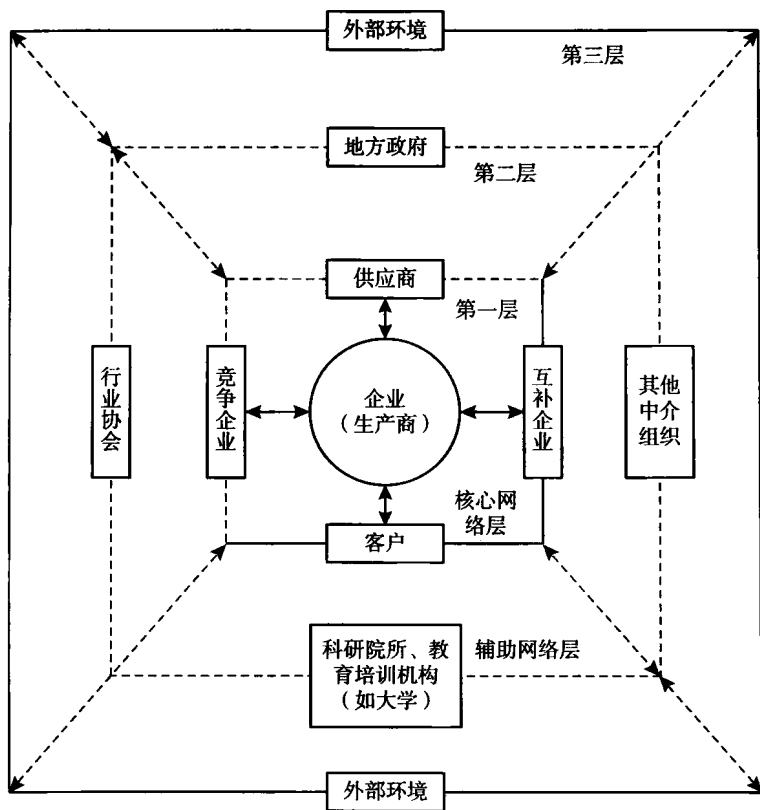 外部环境
第三层
地方政府
第二层
供应商
第一层
行业协会
竞争企业
企业
（生产商）
互补企业
其他
中介
组织
核心网
络层
客户
科研院所、教
育培训机构
（如大学）
辅助网络层
外部环境